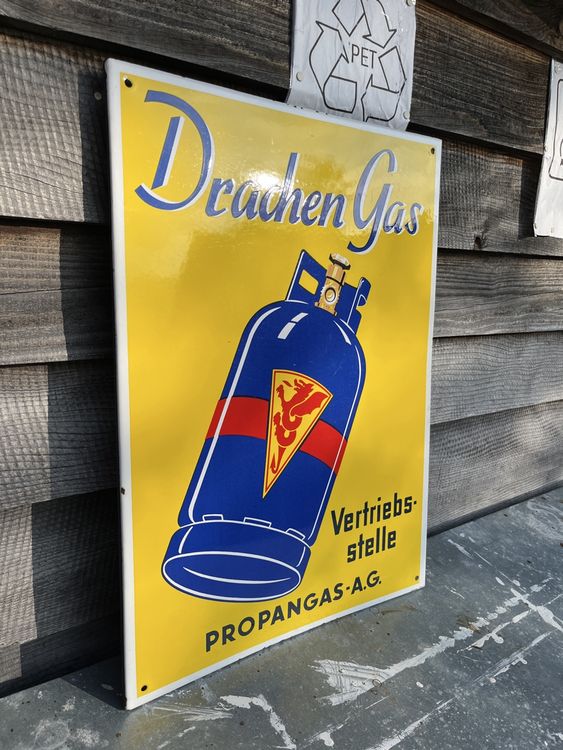 PET
Drachen Gas
Vertriebs-
stelle
PROPANGAS-A.G.